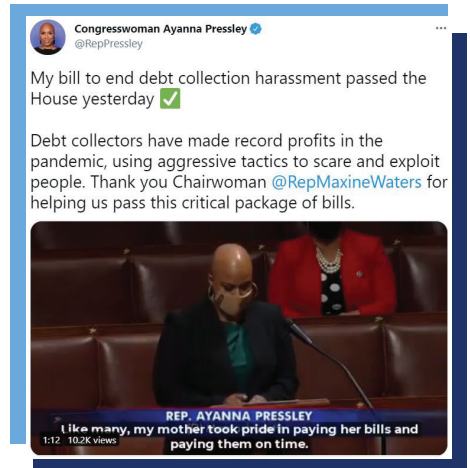 Congresswoman Ayanna Pressley
@RepPressley
My bill to end debt collection harassment passed the
House yesterday ✅
Debt collectors have made record profits in the
pandemic, using aggressive tactics to scare and exploit
people. Thank you Chairwoman @RepMaxineWaters for
helping us pass this critical package of bills.
REP. AYANNA PRESSLEY
Like many, my mother took pride in paying her bills and
paying them on time.
1:12 10.2K views